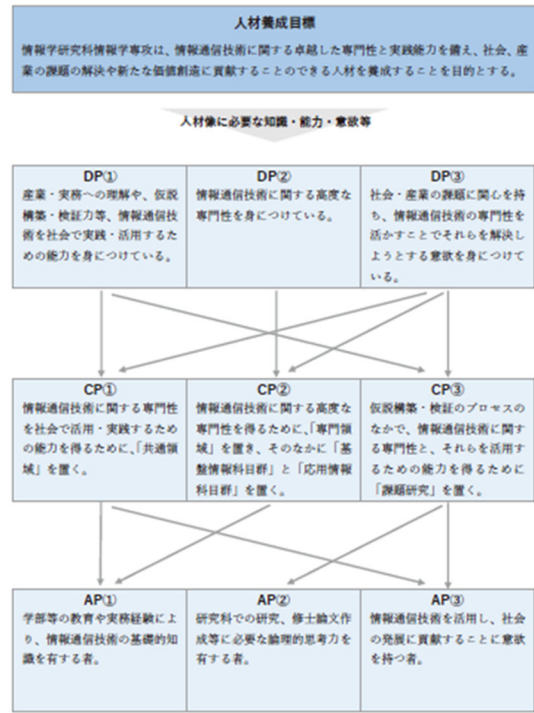 人材養成目標
情報学研究科情報学専攻は、情報通信技術に関する卓越した専門性と実践能力を備え、社会、産
業の課題の解決や新たな価値創造に貢献することのできる人材を養成することを目的とする。
人材像に必要な知識・能力・意欲等
DP①
産業・実務への理解や、仮説
構築・検証力等、情報通信技
術を社会で実践・活用するた
めの能力を身につけている。
DP②
情報通信技術に関する高度な
専門性を身につけている。
DP③
社会・産業の課題に関心を持
ち、情報通信技術の専門性を
活かすことでそれらを解決し
ようとする意欲を身につけて
いる。
CP①
情報通信技術に関する専門性
を社会で活用・実践するため
の能力を得るために、「共通領
域」を置く。
CP②
情報通信技術に関する高度な
専門性を得るために、「専門領
域」を置き、そのなかに「基
盤情報科目群」と「応用情報
科目群」を置く。
CP③
仮説構築・検証のプロセスの
なかで、情報通信技術に関す
る専門性と、それらを活用す
るための能力を得るために
「課題研究」を置く。
AP①
学部等の教育や実務経験によ
り、情報通信技術の基礎的知
識を有する者。
AP②
研究科での研究、修士論文作
成等に必要な論理的思考力を
有する者。
AP③
情報通信技術を活用し、社会
の発展に貢献することに意欲
を持つ者。